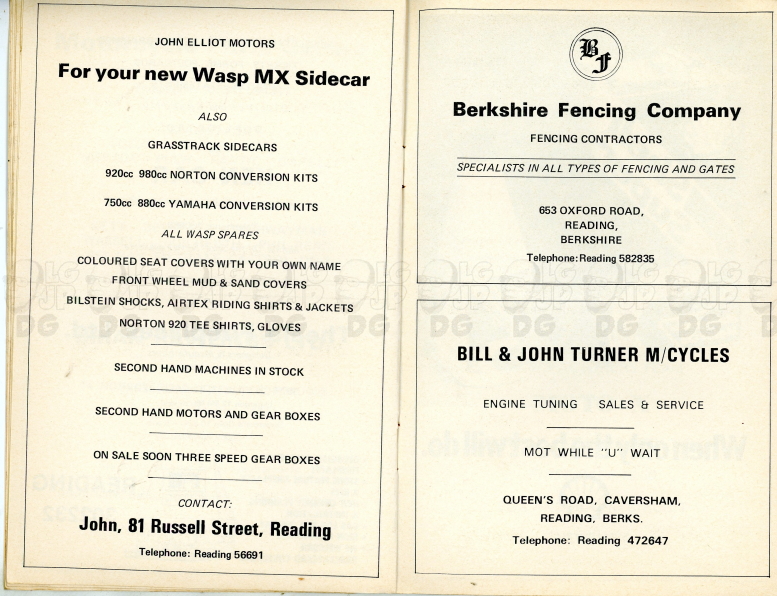 JOHN ELLIOT MOTORS
For your new Wasp MX Sidecar
ALSO
GRASSTRACK SIDECARS
920cc 980cc NORTON CONVERSION KITS
750cc 880cc YAMAHA CONVERSION KITS
ALL WASP SPARES
COLOURED SEAT COVERS WITH YOUR OWN NAME
FRONT WHEEL MUD & SAND COVERS
BILSTEIN SHOCKS, AIRTEX RIDING SHIRTS & JACKETS
NORTON 920 TEE SHIRTS, GLOVES
SECOND HAND MACHINES IN STOCK
SECOND HAND MOTORS AND GEAR BOXES
ON SALE SOON THREE SPEED GEAR BOXES
CONTACT:
John, 81 Russell Street, Reading
Telephone: Reading 56691
BF
Berkshire Fencing Company
FENCING CONTRACTORS
SPECIALISTS IN ALL TYPES OF FENCING AND GATES
653 OXFORD ROAD,
READING,
BERKSHIRE
Telephone: Reading 582835
BILL & JOHN TURNER M/CYCLES
ENGINE TUNING SALES & SERVICE
MOT WHILE "U" WAIT
QUEEN'S ROAD, CAVERSHAM,
READING, BERKS.
Telephone: Reading 472647